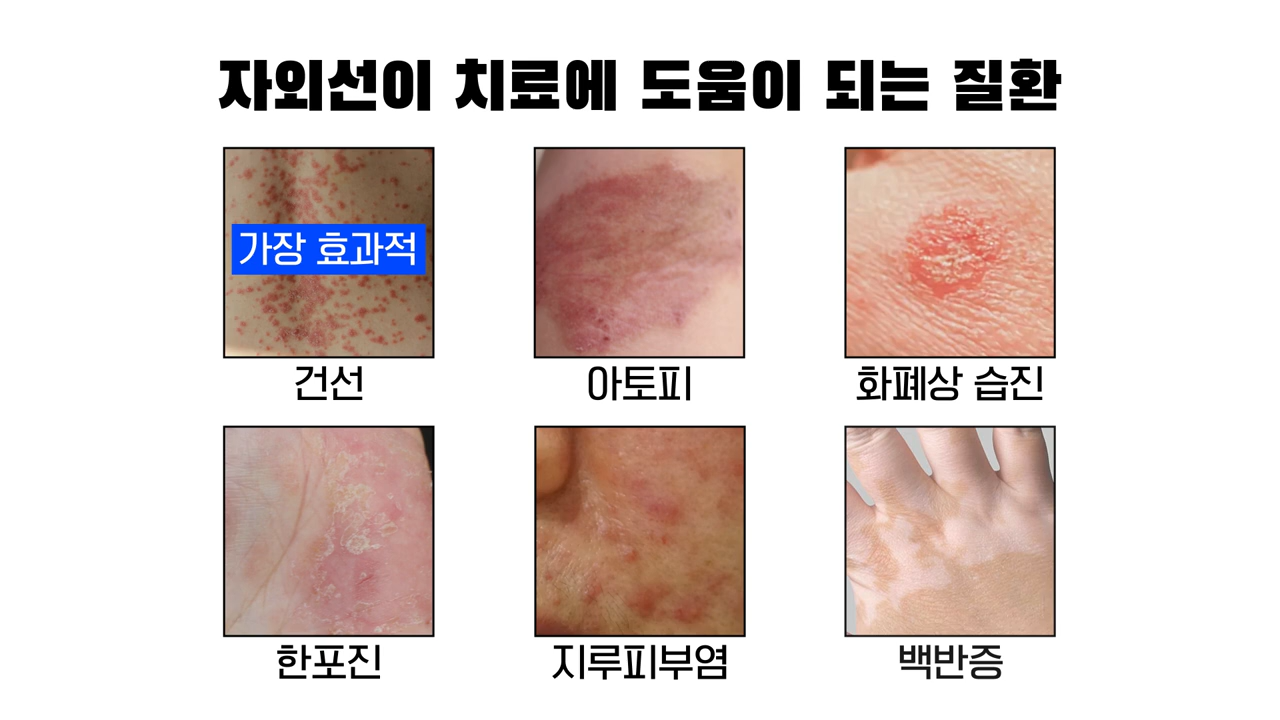 자외선이 치료에 도움이 되는 질환
가장 효과적
건선
아토피
화폐상 습진
한포진
지루피부염
백반증